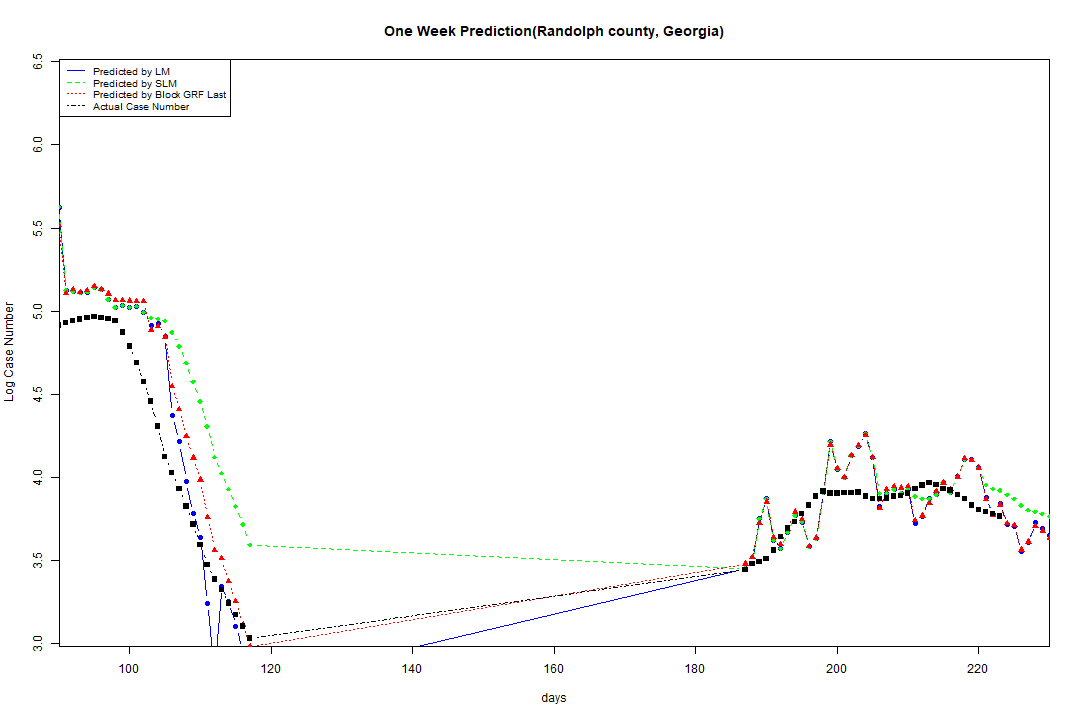 One Week Prediction(Randolph county, Georgia)
Predicted by LM
Predicted by SLM
Predicted by Block GRF Last
Actual Case Number
Log Case Number
6.5
6.0
5.5
5.0
4.5
4.0
3.5
3.0
100 120 140 160 180 200 220
days